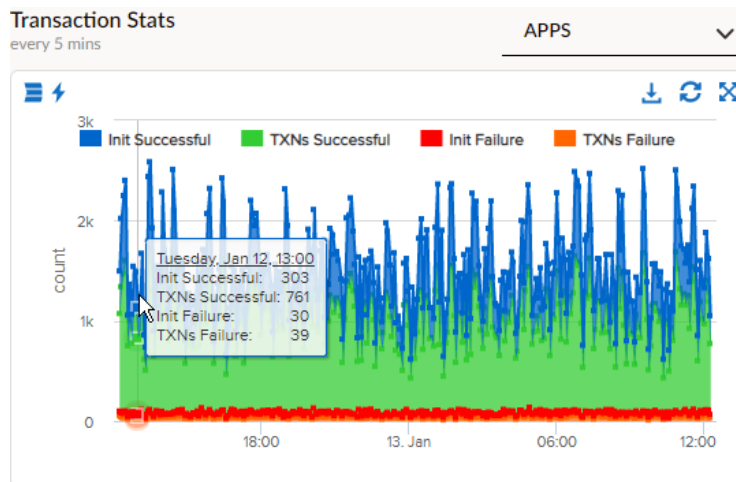 Transaction Stats
every 5 mins
APPS
3k
Init Successful TXNs Successful Init Failure TXNs Failure
2k
Tuesday, Jan 12, 13:00
Init Successful: 303
TXNs Successful: 761
Init Failure: 30
TXNs Failure: 39
count
1k
0
18:00 13. Jan 06:00 12:00